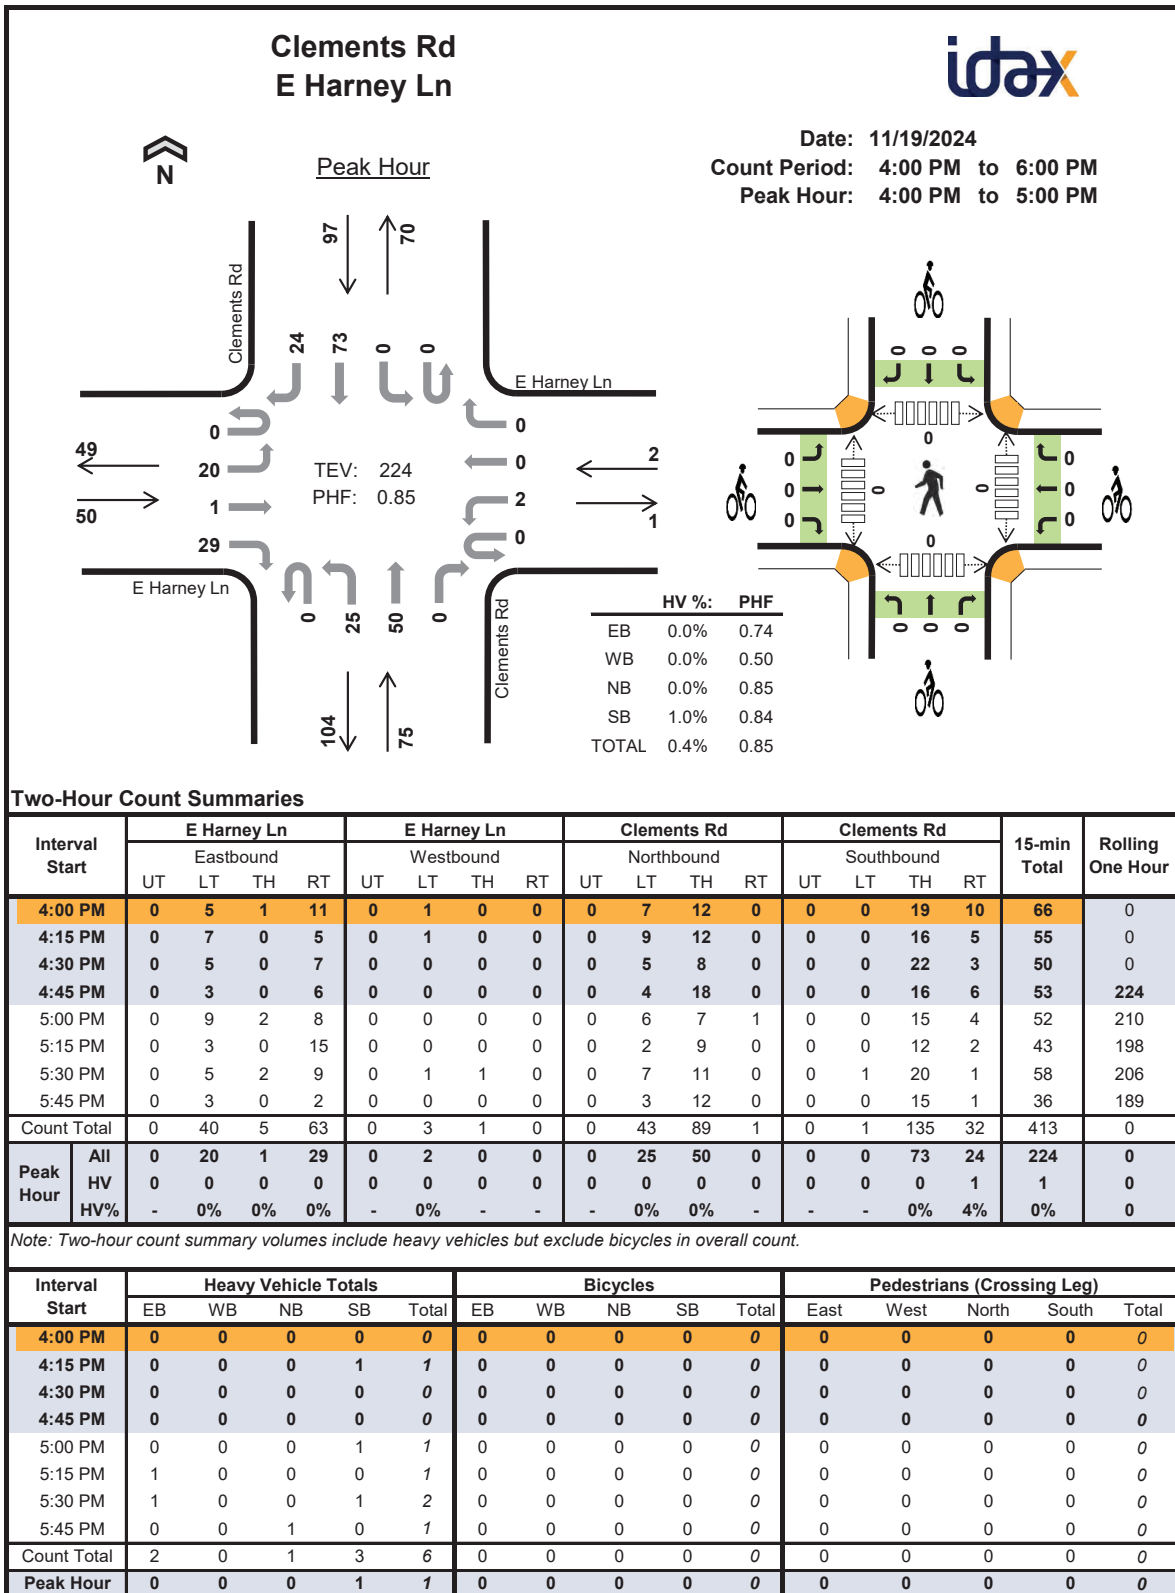 Clements Rd
E Harney Ln
idax
Date: 11/19/2024
Count Period: 4:00 PM to 6:00 PM
Peak Hour: 4:00 PM to 5:00 PM
N
Peak Hour
97
70
Clements Rd
24
73
0
0
E Harney Ln
0
0
2
0
49
50
0
20
1
29
TEV: 224
PHF: 0.85
2
1
E Harney Ln
0
25
50
0
Clements Rd
104
75
HV %: PHF
EB 0.0% 0.74
WB 0.0% 0.50
NB 0.0% 0.85
SB 1.0% 0.84
TOTAL 0.4% 0.85
0 0 0
0
0 0
0 0 0 0
0 0
0
0 0 0
Two-Hour Count Summaries
Interval Start E Harney Ln E Harney Ln Clements Rd Clements Rd 15-min Total Rolling One Hour
Eastbound Westbound Northbound Southbound
UT LT TH RT UT LT TH RT UT LT TH RT UT LT TH RT
4:00 PM 0 5 1 11 0 1 0 0 0 7 12 0 0 0 19 10 66 0
4:15 PM 0 7 0 5 0 1 0 0 0 9 12 0 0 0 16 5 55 0
4:30 PM 0 5 0 7 0 0 0 0 0 5 8 0 0 0 22 3 50 0
4:45 PM 0 3 0 6 0 0 0 0 0 4 18 0 0 0 16 6 53 224
5:00 PM 0 9 2 8 0 0 0 0 0 6 7 1 0 0 15 4 52 210
5:15 PM 0 3 0 15 0 0 0 0 0 2 9 0 0 0 12 2 43 198
5:30 PM 0 5 2 9 0 1 1 0 0 7 11 0 0 1 20 1 58 206
5:45 PM 0 3 0 2 0 0 0 0 0 3 12 0 0 0 15 1 36 189
Count Total 0 40 5 63 0 3 1 0 0 43 89 1 0 1 135 32 413 0
Peak Hour All 0 20 1 29 0 2 0 0 0 25 50 0 0 0 73 24 224 0
HV 0 0 0 0 0 0 0 0 0 0 0 0 0 0 0 1 1 0
HV% - 0% 0% 0% - 0% - - - 0% 0% - - - 0% 4% 0% 0
Note: Two-hour count summary volumes include heavy vehicles but exclude bicycles in overall count.
Interval Start Heavy Vehicle Totals Bicycles Pedestrians (Crossing Leg)
EB WB NB SB Total EB WB NB SB Total East West North South Total
4:00 PM 0 0 0 0 0 0 0 0 0 0 0 0 0 0 0
4:15 PM 0 0 0 1 1 0 0 0 0 0 0 0 0 0 0
4:30 PM 0 0 0 0 0 0 0 0 0 0 0 0 0 0 0
4:45 PM 0 0 0 0 0 0 0 0 0 0 0 0 0 0 0
5:00 PM 0 0 0 1 1 0 0 0 0 0 0 0 0 0 0
5:15 PM 1 0 0 0 1 0 0 0 0 0 0 0 0 0 0
5:30 PM 1 0 0 1 2 0 0 0 0 0 0 0 0 0 0
5:45 PM 0 0 1 0 1 0 0 0 0 0 0 0 0 0 0
Count Total 2 0 1 3 6 0 0 0 0 0 0 0 0 0 0
Peak Hour 0 0 0 1 1 0 0 0 0 0 0 0 0 0 0